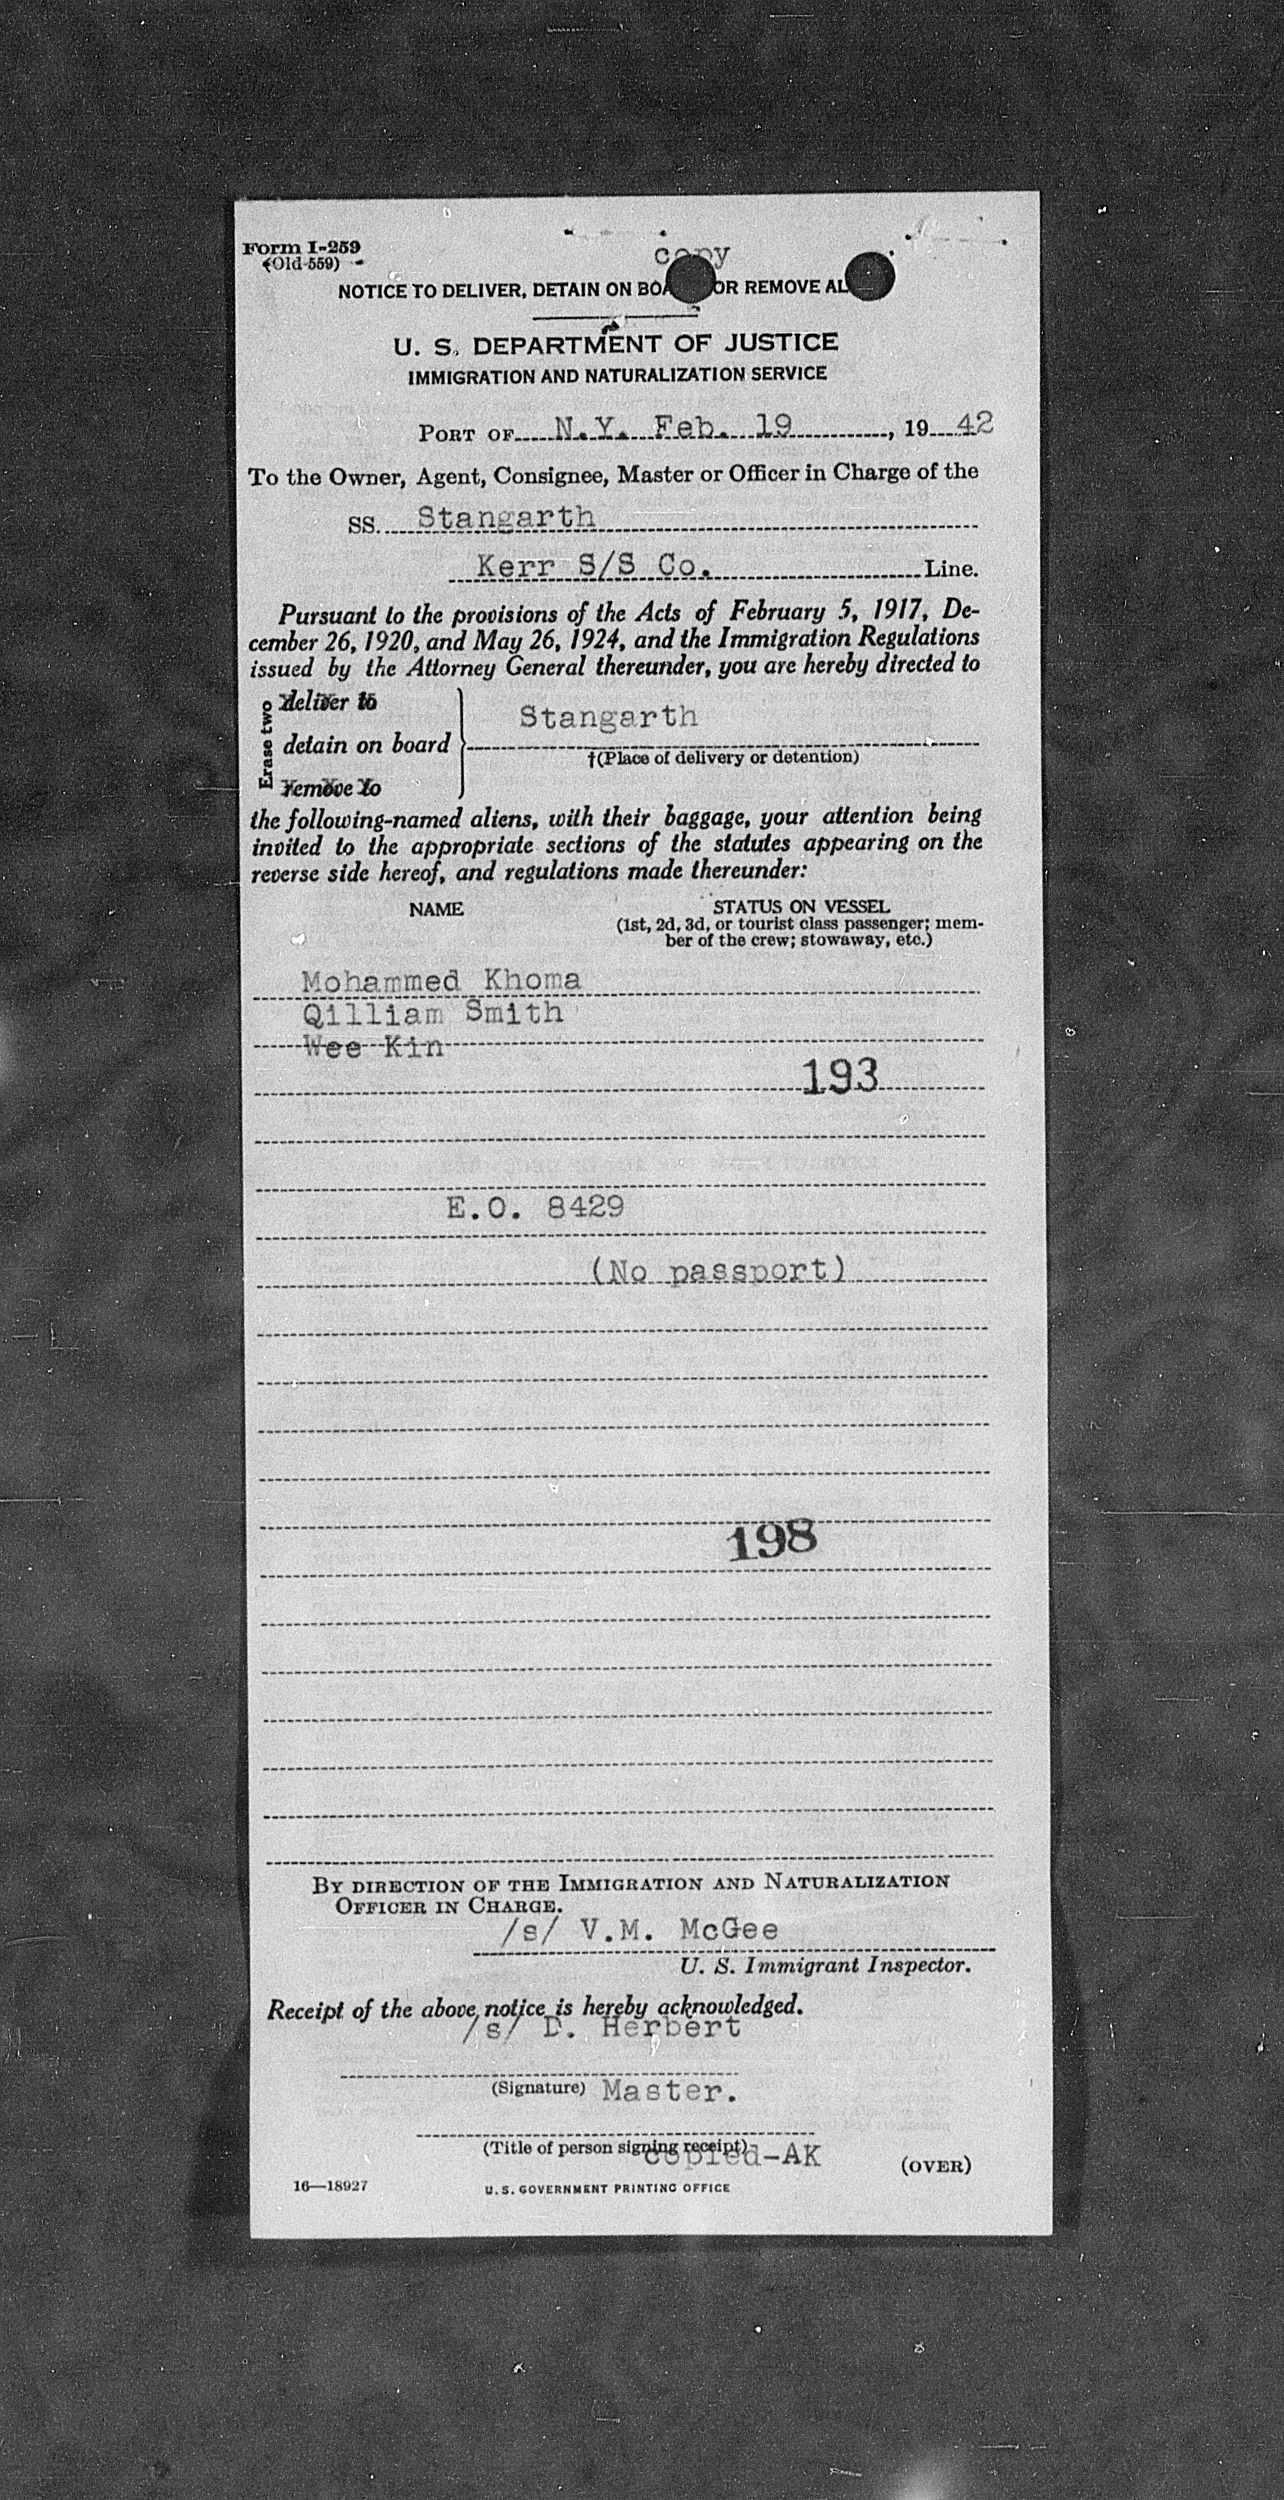 Form I-259
(Old 559)
copy
NOTICE TO DELIVER, DETAIN ON BOA OR REMOVE AL
U. S. DEPARTMENT OF JUSTICE
IMMIGRATION AND NATURALIZATION SERVICE
PORT OF N.Y. Feb. 19, 1942
To the Owner, Agent, Consignee, Master or Officer in Charge of the
SS. Stangarth
Kerr S/S Co. Line.
Pursuant to the provisions of the Acts of February 5, 1917, De-
cember 26, 1920, and May 26, 1924, and the Immigration Regulations
issued by the Attorney General thereunder, you are hereby directed to
Erase two
deliver to
detain on board
remove to
Stangarth
†(Place of delivery or detention)
the following-named aliens, with their baggage, your attention being
invited to the appropriate sections of the statutes appearing on the
reverse side hereof, and regulations made thereunder:
NAME
STATUS ON VESSEL
(1st, 2d, 3d, or tourist class passenger; mem-
ber of the crew; stowaway, etc.)
Mohammed Khoma
Qilliam Smith
Wee Kin
193
E.O. 8429
(No passport)
198
BY DIRECTION OF THE IMMIGRATION AND NATURALIZATION
OFFICER IN CHARGE.
/s/ V.M. McGee
U. S. Immigrant Inspector.
Receipt of the above notice is hereby acknowledged.
/s/ D. Herbert
(Signature) Master.
(Title of person signing receipt)
copied-AK
(OVER)
16—18927
U. S. GOVERNMENT PRINTING OFFICE